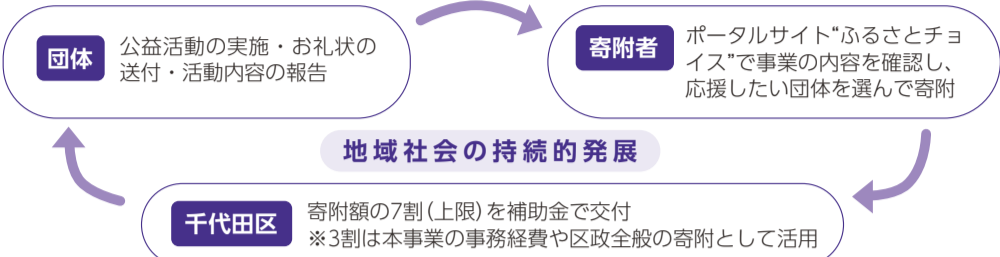 団体
公益活動の実施・お礼状の
送付・活動内容の報告
寄附者
ポータルサイト“ふるさとチョ
イス”で事業の内容を確認し、
応援したい団体を選んで寄附
地域社会の持続的発展
千代田区
寄附額の7割(上限)を補助金で交付
※3割は本事業の事務経費や区政全般の寄附として活用